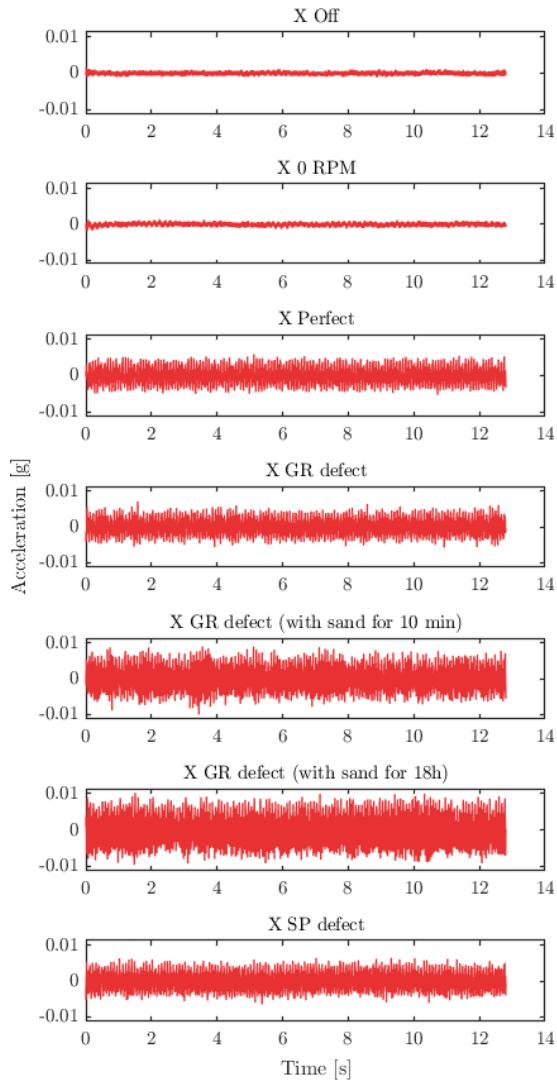 X Off
0.01
0
-0.01
0 2 4 6 8 10 12 14
X 0 RPM
0.01
0
-0.01
0 2 4 6 8 10 12 14
X Perfect
0.01
0
-0.01
0 2 4 6 8 10 12 14
Acceleration [g]
X GR defect
0.01
0
-0.01
0 2 4 6 8 10 12 14
X GR defect (with sand for 10 min)
0.01
0
-0.01
0 2 4 6 8 10 12 14
X GR defect (with sand for 18h)
0.01
0
-0.01
0 2 4 6 8 10 12 14
X SP defect
0.01
0
-0.01
0 2 4 6 8 10 12 14
Time [s]